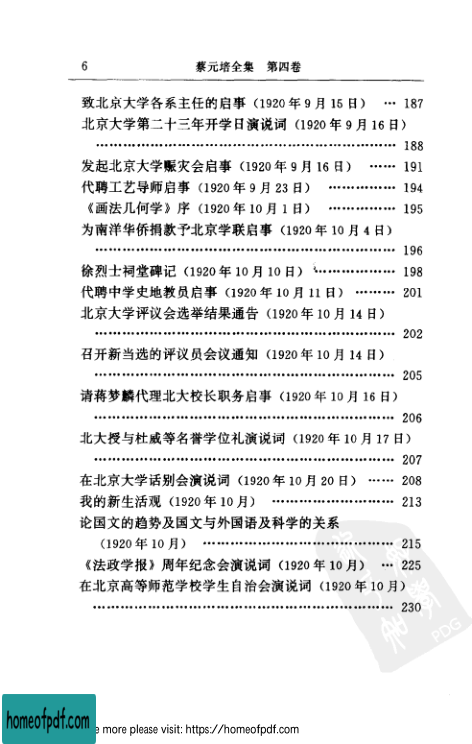 6 蔡元培全集 第四卷
致北京大学各系主任的启事（1920年9月15日） … 187
北京大学第二十三年开学日演说词（1920年9月16日）
…………………………………………………… 188
发起北京大学赈灾会启事（1920年9月16日） …… 191
代聘工艺导师启事（1920年9月23日） ………… 194
《画法几何学》序（1920年10月1日） ………… 195
为南洋华侨捐款予北京学联启事（1920年10月4日）
…………………………………………………… 196
徐烈士祠堂碑记（1920年10月10日） ………… 198
代聘中学史地教员启事（1920年10月11日） ……… 201
北京大学评议会选举结果通告（1920年10月14日）
…………………………………………………… 202
召开新当选的评议员会议通知（1920年10月14日）
…………………………………………………… 205
请蒋梦麟代理北大校长职务启事（1920年10月16日）
…………………………………………………… 206
北大授与杜威等名誉学位礼演说词（1920年10月17日）
…………………………………………………… 207
在北京大学话别会演说词（1920年10月20日） …… 208
我的新生活观（1920年10月） ……………… 213
论国文的趋势及国文与外国语及科学的关系
（1920年10月） ……………………… 215
《法政学报》周年纪念会演说词（1920年10月） … 225
在北京高等师范学校学生自治会演说词（1920年10月）
…………………………………………………… 230
PDG
homeofpdf.com
e more please visit: https://homeofpdf.com